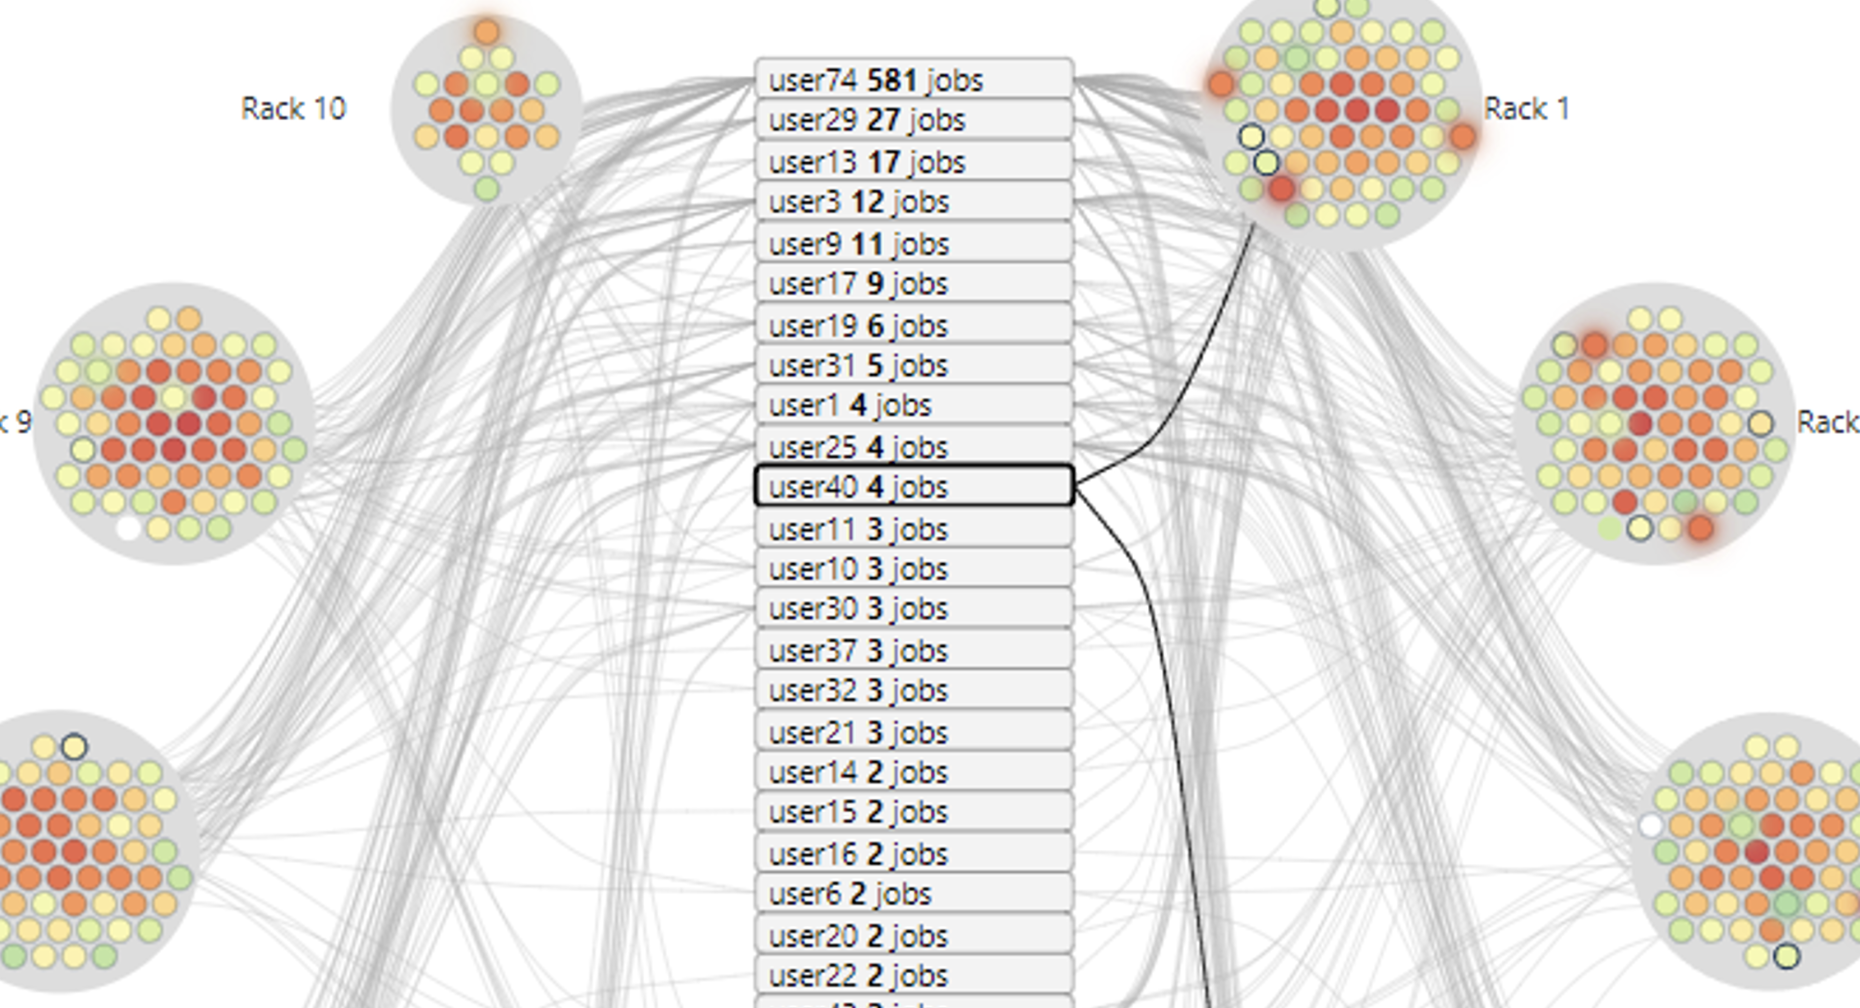 Rack 10
Rack 1
user74 581 jobs
user29 27 jobs
user13 17 jobs
user3 12 jobs
user9 11 jobs
user17 9 jobs
user19 6 jobs
user31 5 jobs
user1 4 jobs
9
user25 4 jobs
Rack
user40 4 jobs
user11 3 jobs
user10 3 jobs
user30 3 jobs
user37 3 jobs
user32 3 jobs
user21 3 jobs
user14 2 jobs
user15 2 jobs
user16 2 jobs
user6 2 jobs
user20 2 jobs
user22 2 jobs